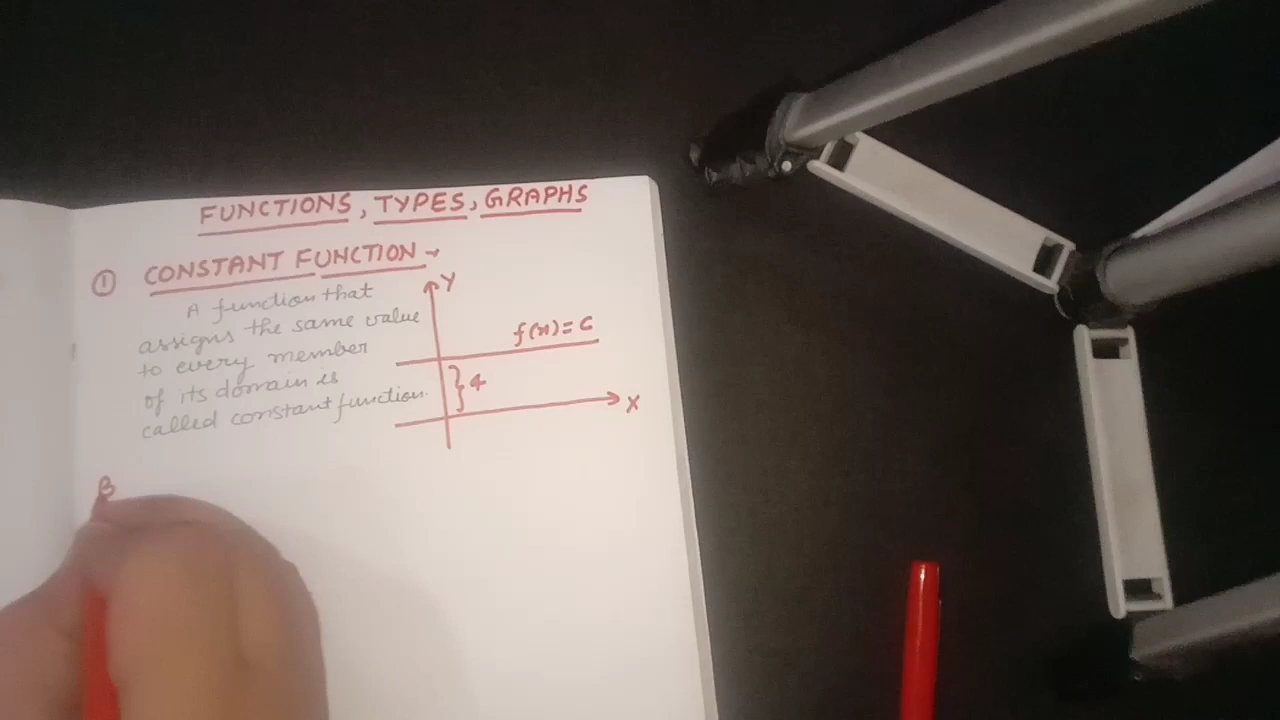 FUNCTIONS, TYPES, GRAPHS
① CONSTANT FUNCTION →
A function that
assigns the same value
to every member
of its domain is
called constant function.
Y
f(x) = C
}4
X
B